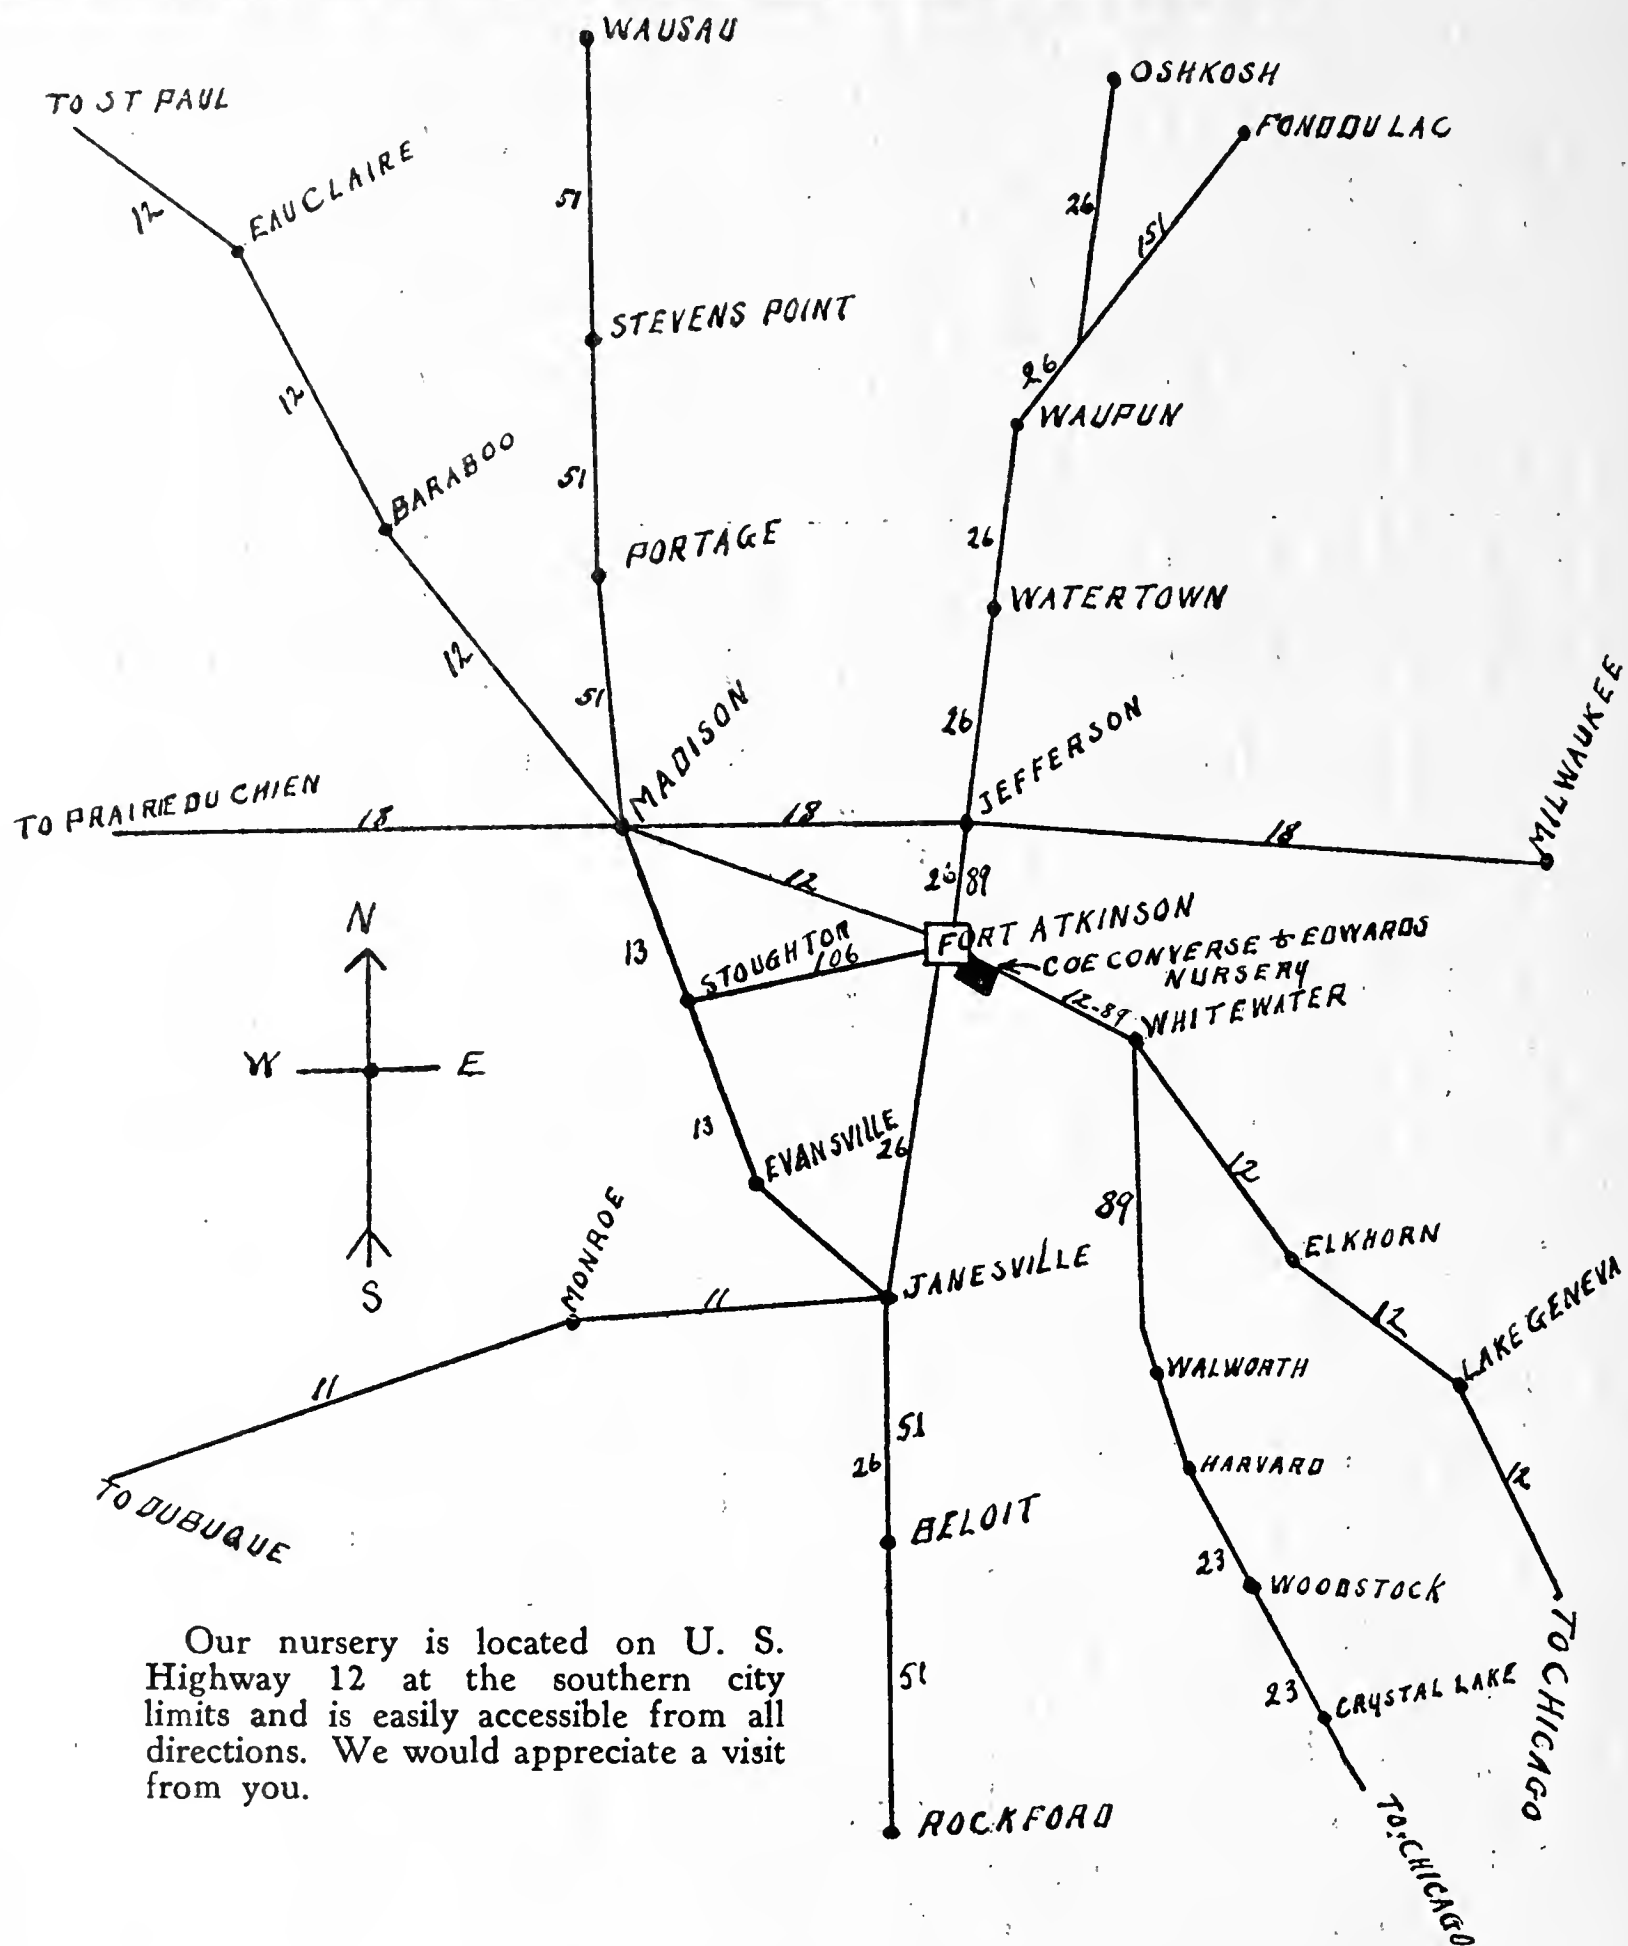 WAUSAU
OSHKOSH
TO ST PAUL
FONDDU LAC
EAU CLAIRE
12
51
26
151
STEVENS POINT
26
12
WAUPUN
BARABOO
51
26
PORTAGE
WATERTOWN
12
51
26
MADISON
JEFFERSON
MILWAUKEE
TO PRAIRIE DU CHIEN
18
18
18
12
26 89
N
FORT ATKINSON
COE CONVERSE & EDWARDS
NURSERY
13
STOUGHTON
106
12-89
WHITEWATER
W E
13
EVANSVILLE
26
12
89
MONROE
ELKHORN
S
JANESVILLE
11
12
LAKE GENEVA
11
WALWORTH
51
26
HARVARD
12
TO DUBUQUE
BELOIT
23
WOODSTOCK
51
23
CRYSTAL LAKE
TO CHICAGO
ROCKFORD
TO CHICAGO
Our nursery is located on U. S.
Highway 12 at the southern city
limits and is easily accessible from all
directions. We would appreciate a visit
from you.